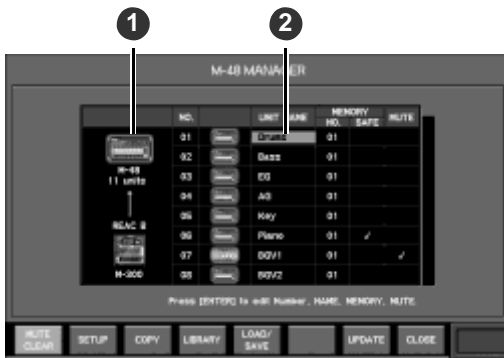 1 2
M-48 MANAGER
NO. UNIT NAME MEMORY MUTE
NO. SAFE
01 Drums 01
02 Bass 01
03 EG 01
04 AG 01
05 Key 01
06 Piano 01 ✓
07 BGV1 01 ✓
08 BGV2 01
M-48
11 units
REAC B
M-300
Press [ENTER] to edit Number, NAME, MEMORY, MUTE.
MUTE CLEAR SETUP COPY LIBRARY LOAD/ SAVE UPDATE CLOSE